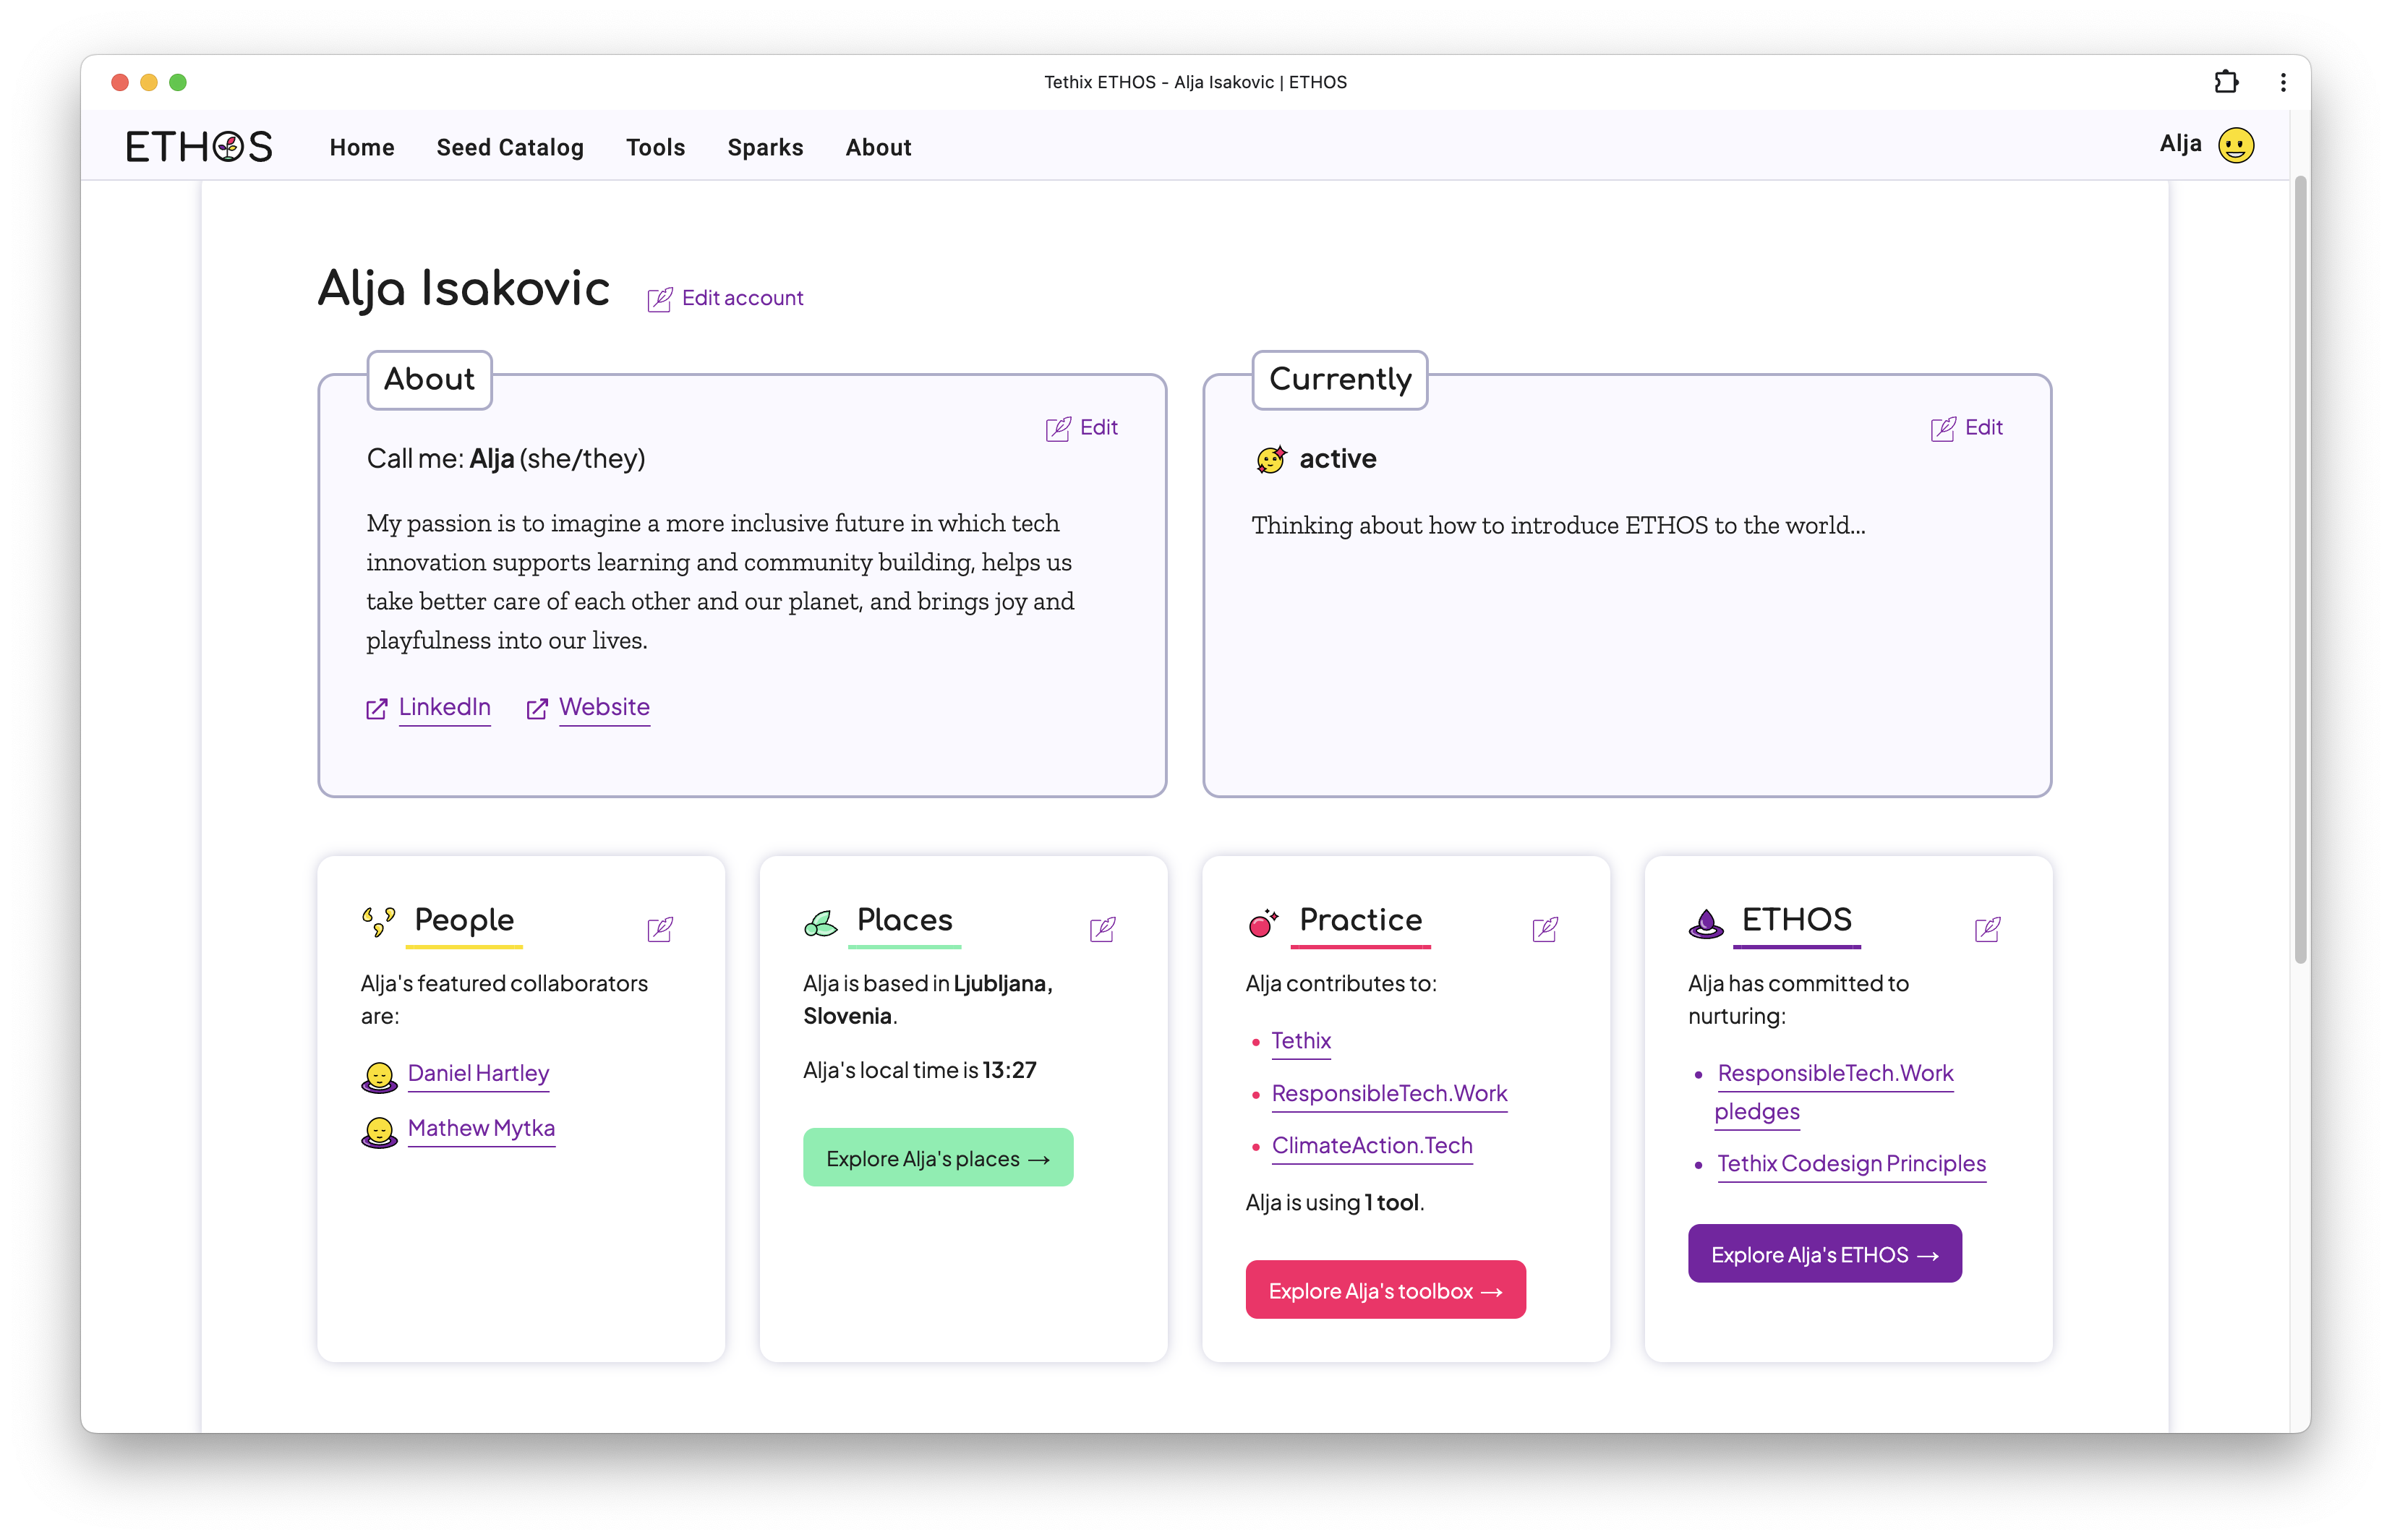 Tethix ETHOS - Alja Isakovic | ETHOS
ETHOS
Home
Seed Catalog
Tools
Sparks
About
Alja
Alja Isakovic
Edit account
About
Edit
Call me: Alja (she/they)
My passion is to imagine a more inclusive future in which tech
innovation supports learning and community building, helps us
take better care of each other and our planet, and brings joy and
playfulness into our lives.
LinkedIn
Website
Currently
Edit
active
Thinking about how to introduce ETHOS to the world...
People
Alja's featured collaborators
are:
Daniel Hartley
Mathew Mytka
Places
Alja is based in Ljubljana,
Slovenia.
Alja's local time is 13:27
Explore Alja's places →
Practice
Alja contributes to:
Tethix
ResponsibleTech.Work
ClimateAction.Tech
Alja is using 1 tool.
Explore Alja's toolbox →
ETHOS
Alja has committed to
nurturing:
ResponsibleTech.Work
pledges
Tethix Codesign Principles
Explore Alja's ETHOS →